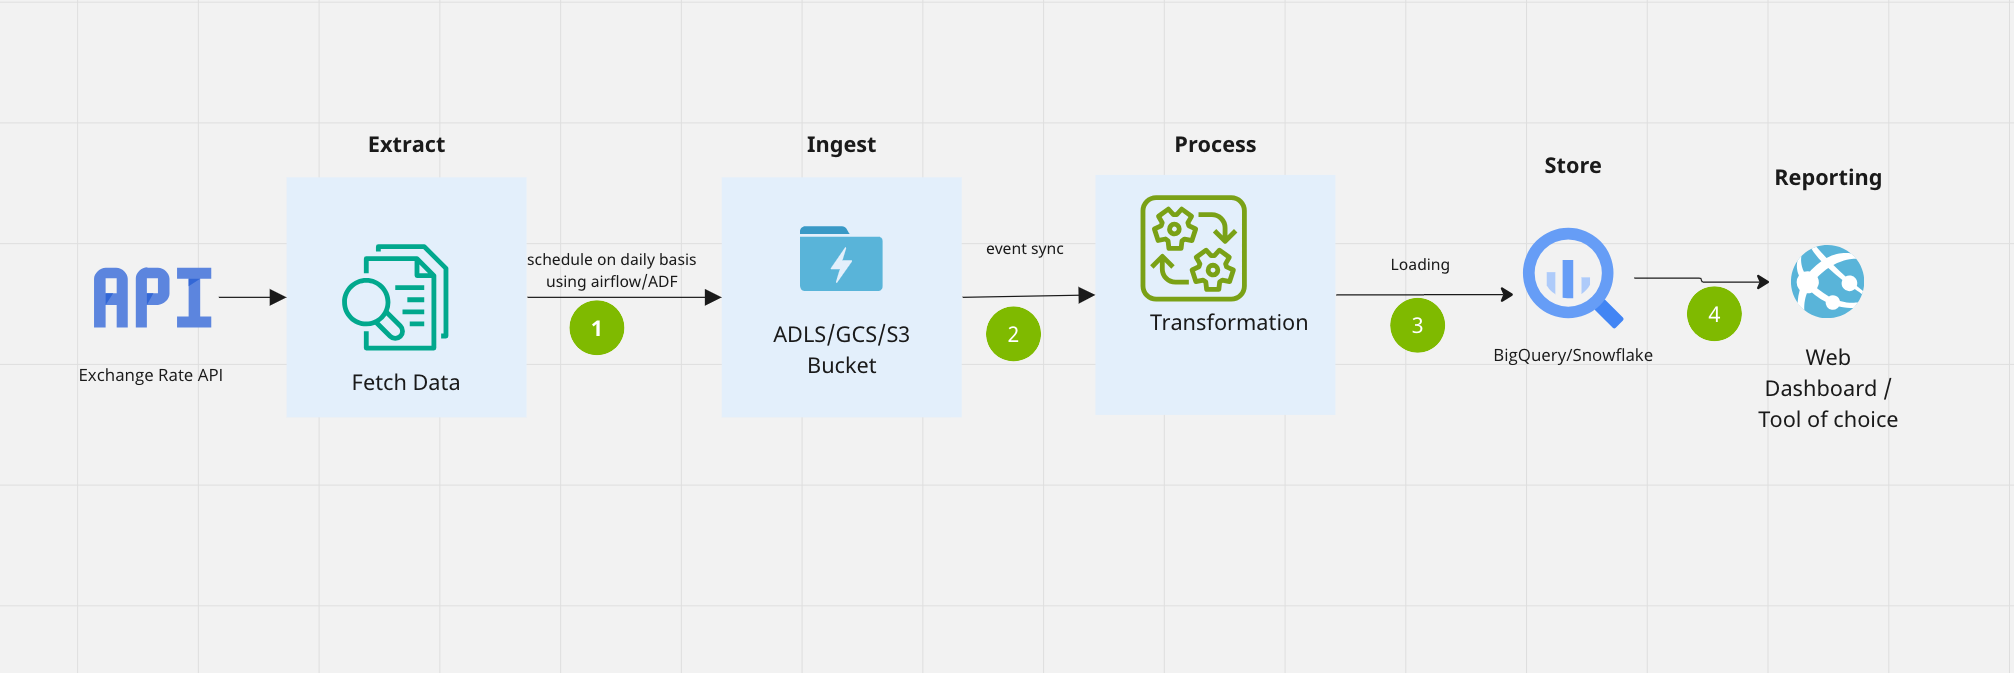 Extract
Ingest
Process
Store
Reporting
API
Exchange Rate API
Fetch Data
schedule on daily basis
using airflow/ADF
1
ADLS/GCS/S3
Bucket
event sync
2
Transformation
Loading
3
BigQuery/Snowflake
4
Web
Dashboard /
Tool of choice